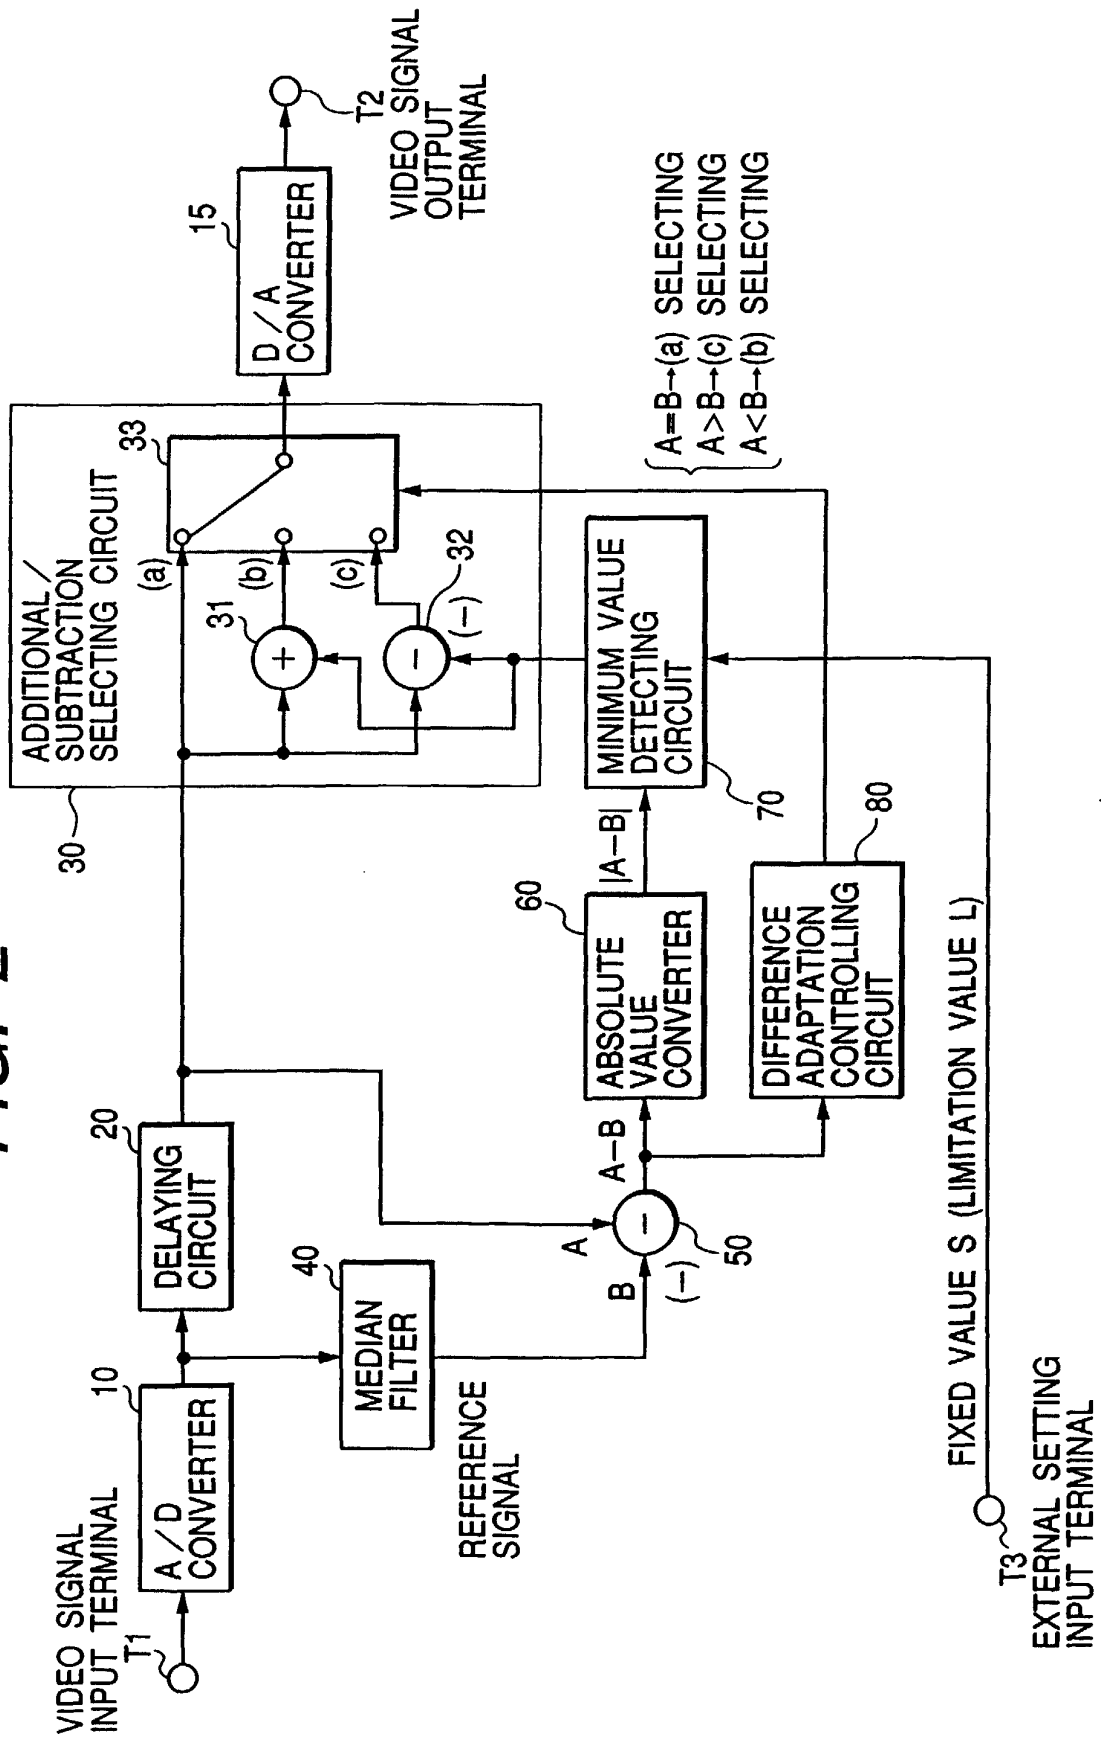 VIDEO SIGNAL
INPUT TERMINAL
T1
10
A/D
CONVERTER
20
DELAYING
CIRCUIT
30
ADDITIONAL/
SUBTRACTION
SELECTING CIRCUIT
31
+
32
−
(−)
33
(a)
(b)
(c)
15
D/A
CONVERTER
T2
VIDEO SIGNAL
OUTPUT
TERMINAL
40
MEDIAN
FILTER
REFERENCE
SIGNAL
A
B
−
(−)
50
A−B
60
ABSOLUTE
VALUE
CONVERTER
|A−B|
MINIMUM VALUE
DETECTING
CIRCUIT
70
80
DIFFERENCE
ADAPTATION
CONTROLLING
CIRCUIT
A=B→(a) SELECTING
A>B→(c) SELECTING
A<B→(b) SELECTING
FIXED VALUE S (LIMITATION VALUE L)
T3
EXTERNAL SETTING
INPUT TERMINAL